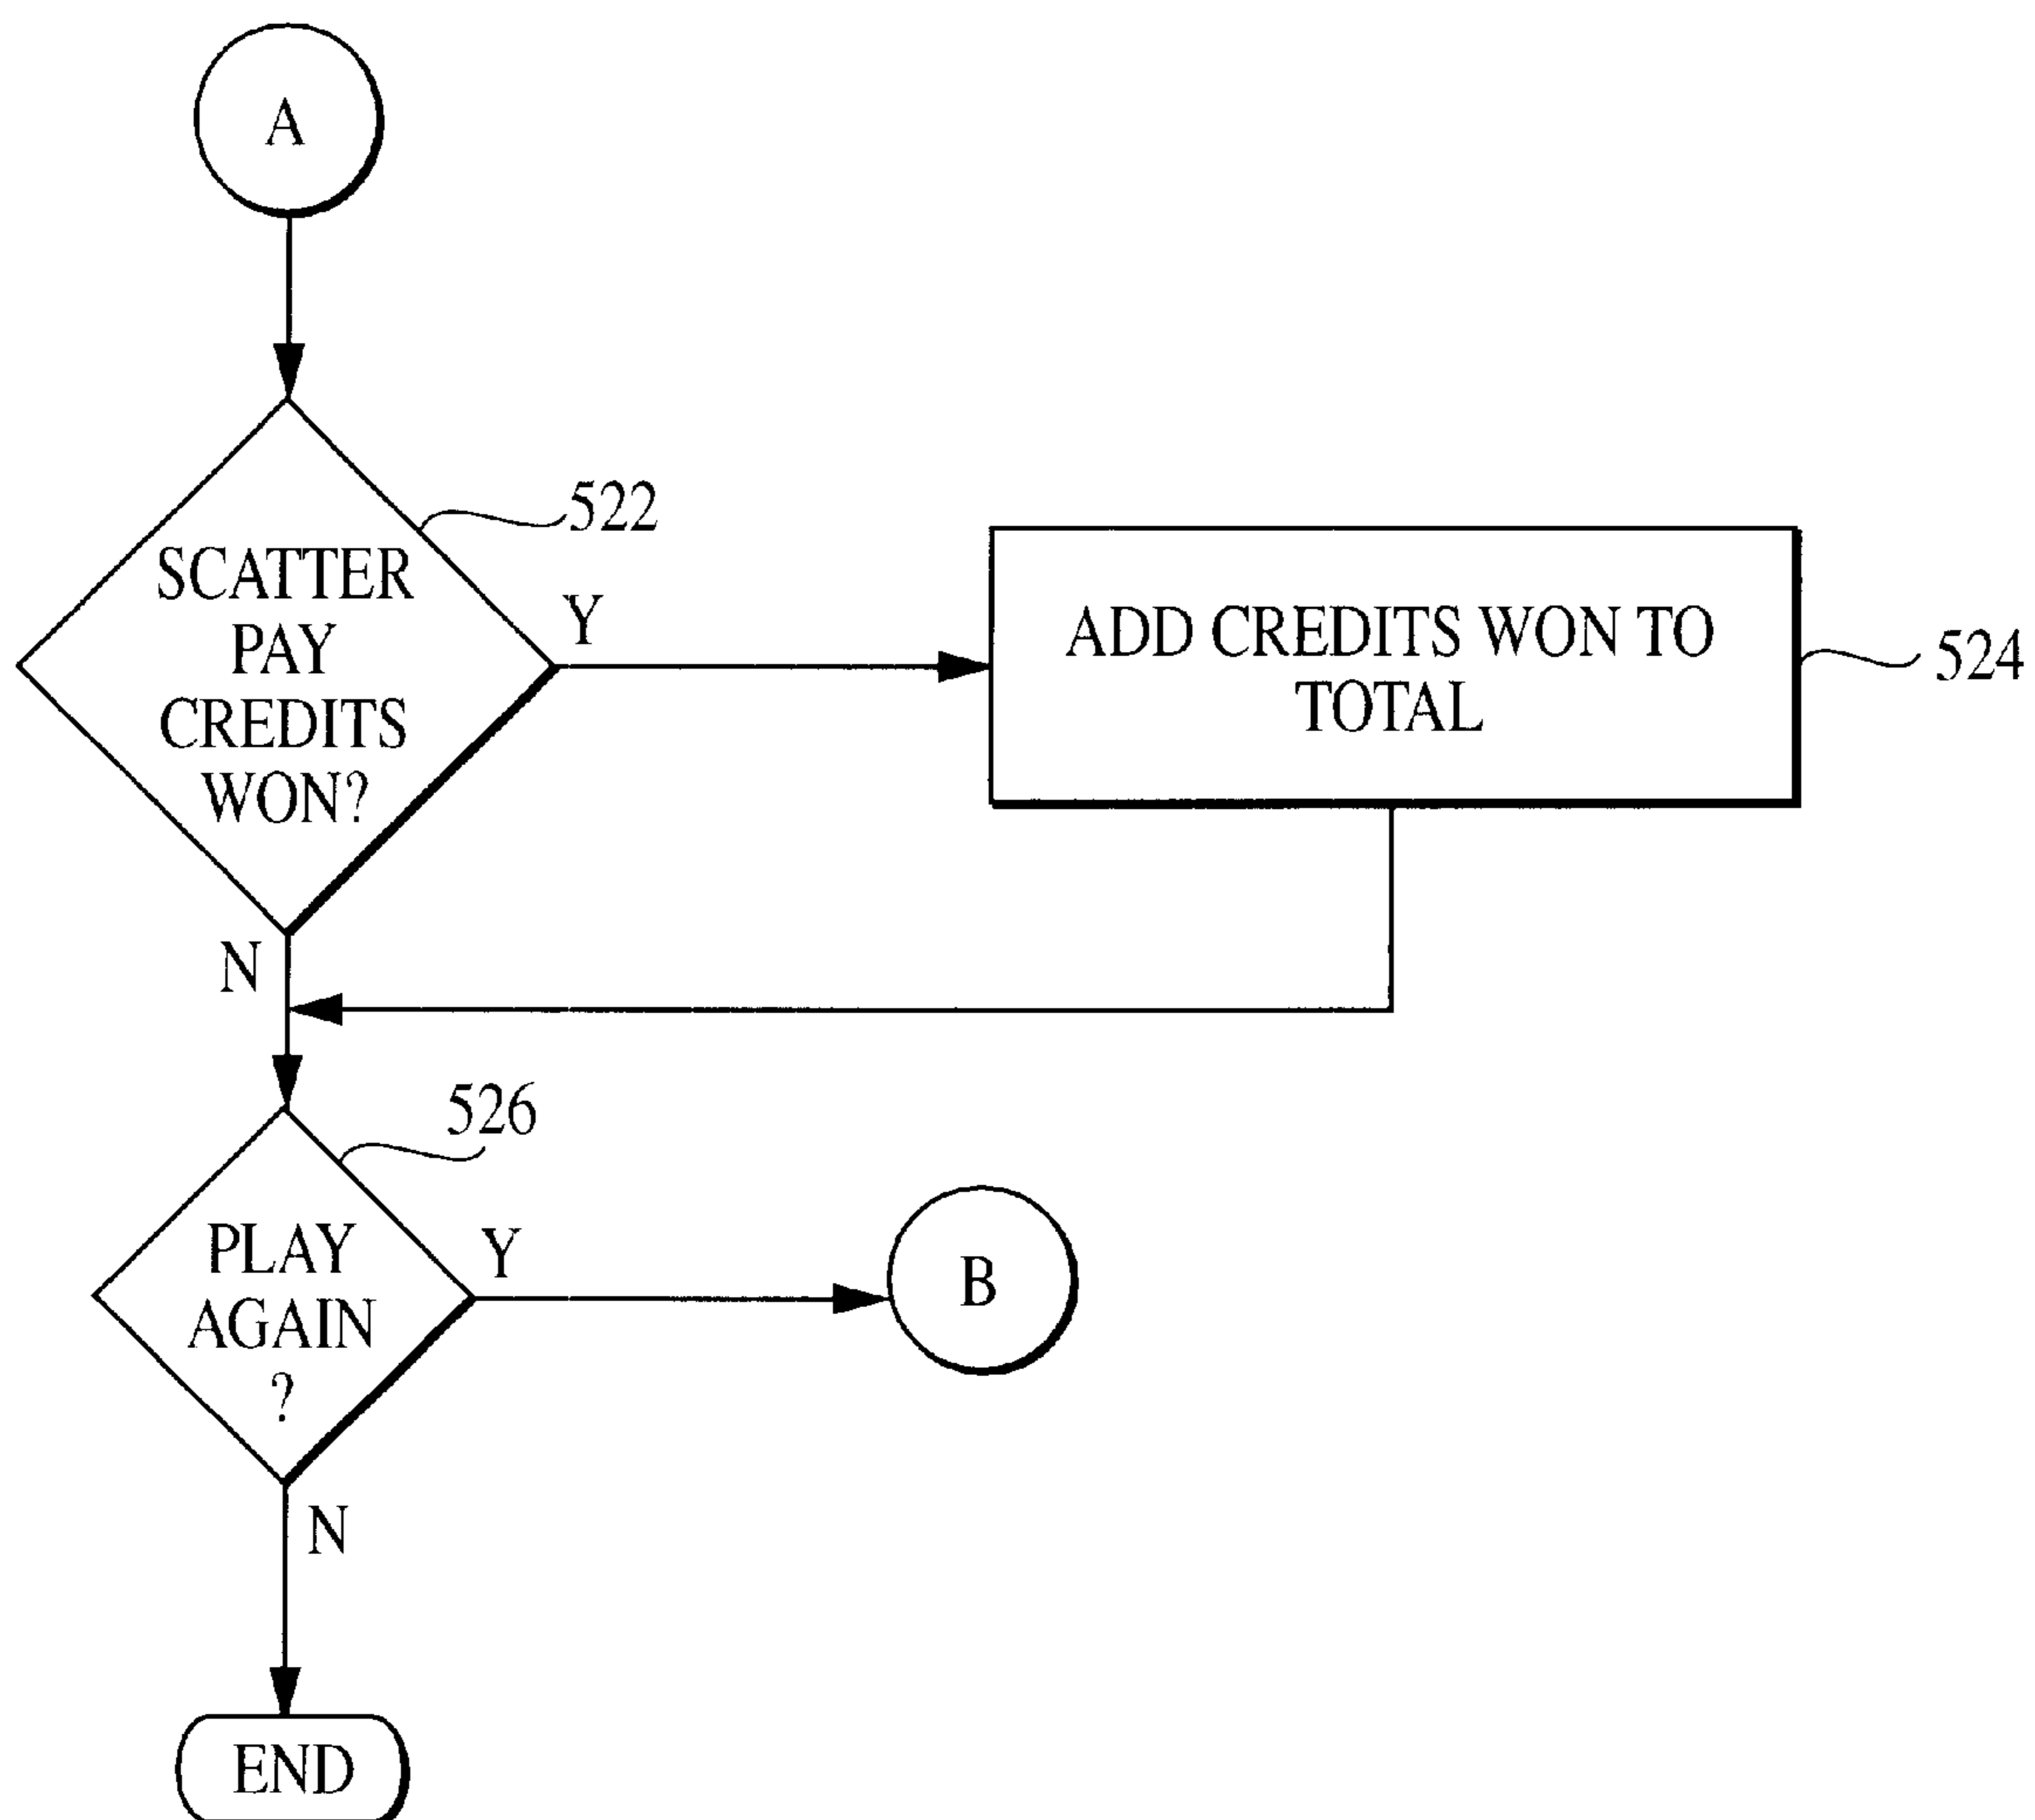 A
522
SCATTER
PAY
CREDITS
WON?
Y
ADD CREDITS WON TO
TOTAL
524
N
526
PLAY
AGAIN
?
Y
B
N
END